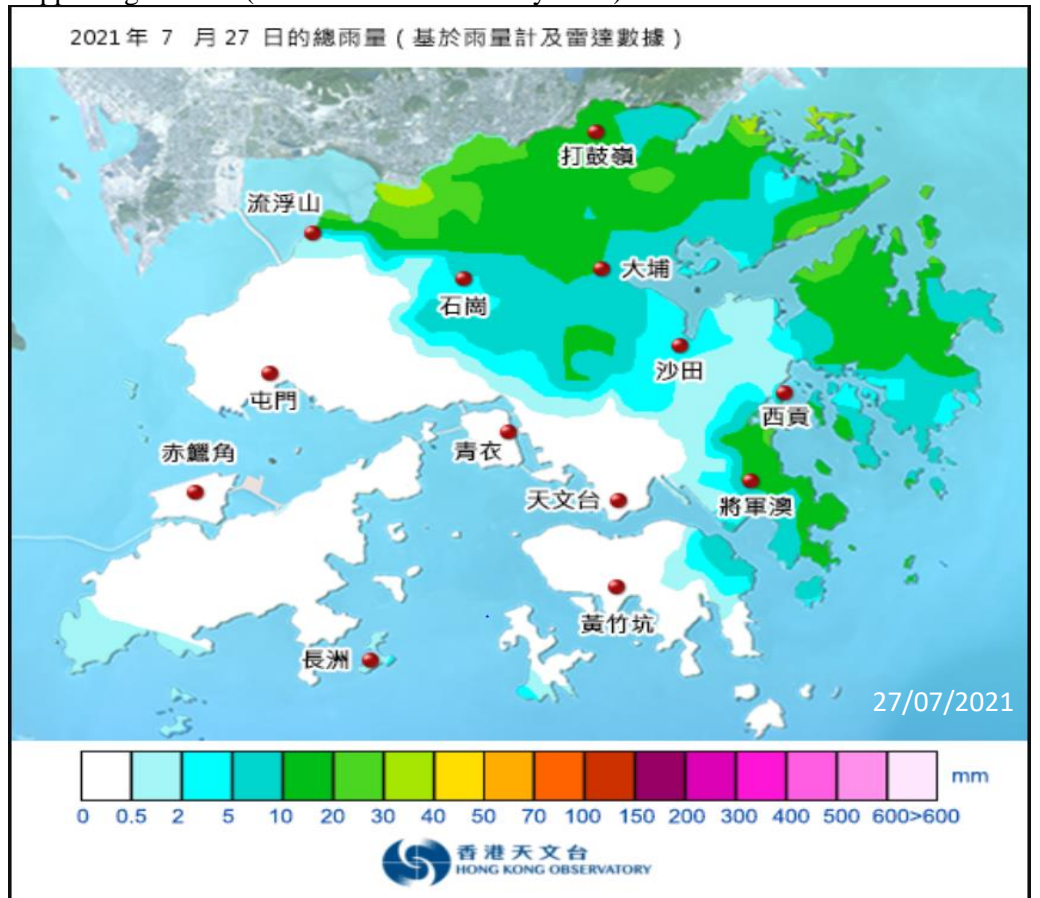 2021年 7 月 27 日的總雨量 ( 基於雨量計及雷達數據 )
打鼓嶺
流浮山
大埔
石崗
沙田
屯門
西貢
青衣
赤鱲角
天文台
將軍澳
黃竹坑
長洲
27/07/2021
mm
0 0.5 2 5 10 20 30 40 50 70 100 150 200 300 400 500 600>600
香港天文台
HONG KONG OBSERVATORY